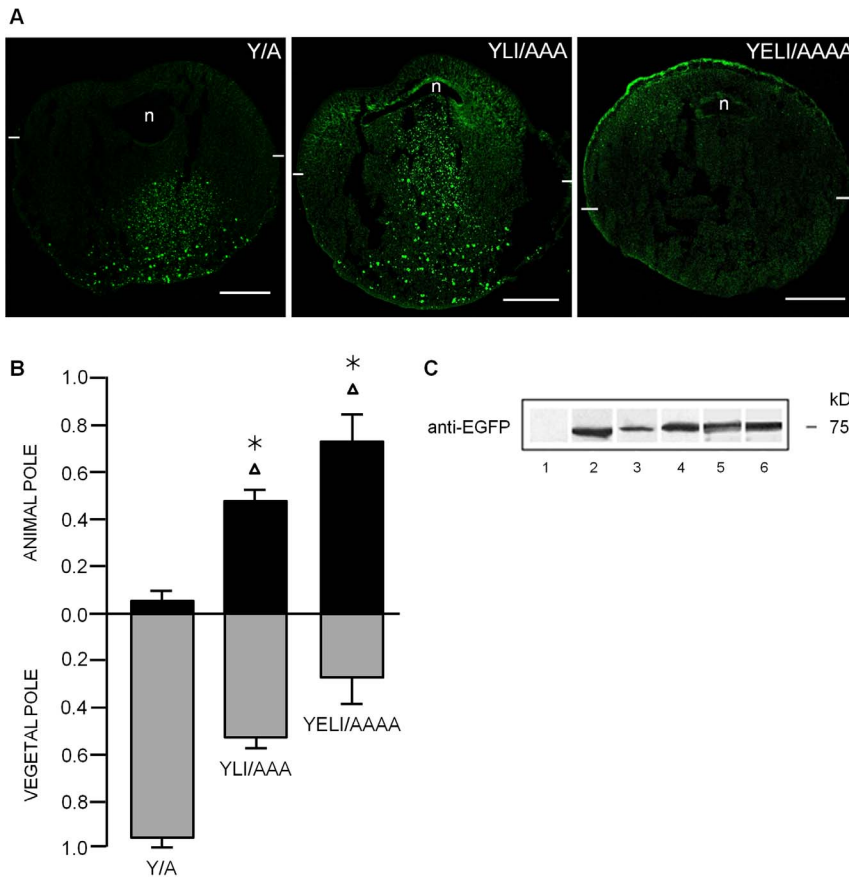 A
Y/A
YLI/AAA
YELI/AAAA
n
n
n
B
1.0
0.8
0.6
0.4
0.2
0.0
0.2
0.4
0.6
0.8
1.0
ANIMAL POLE
VEGETAL POLE
*
Δ
*
Δ
Y/A
YLI/AAA
YELI/AAAA
C
anti-EGFP
kD
– 75
1 2 3 4 5 6